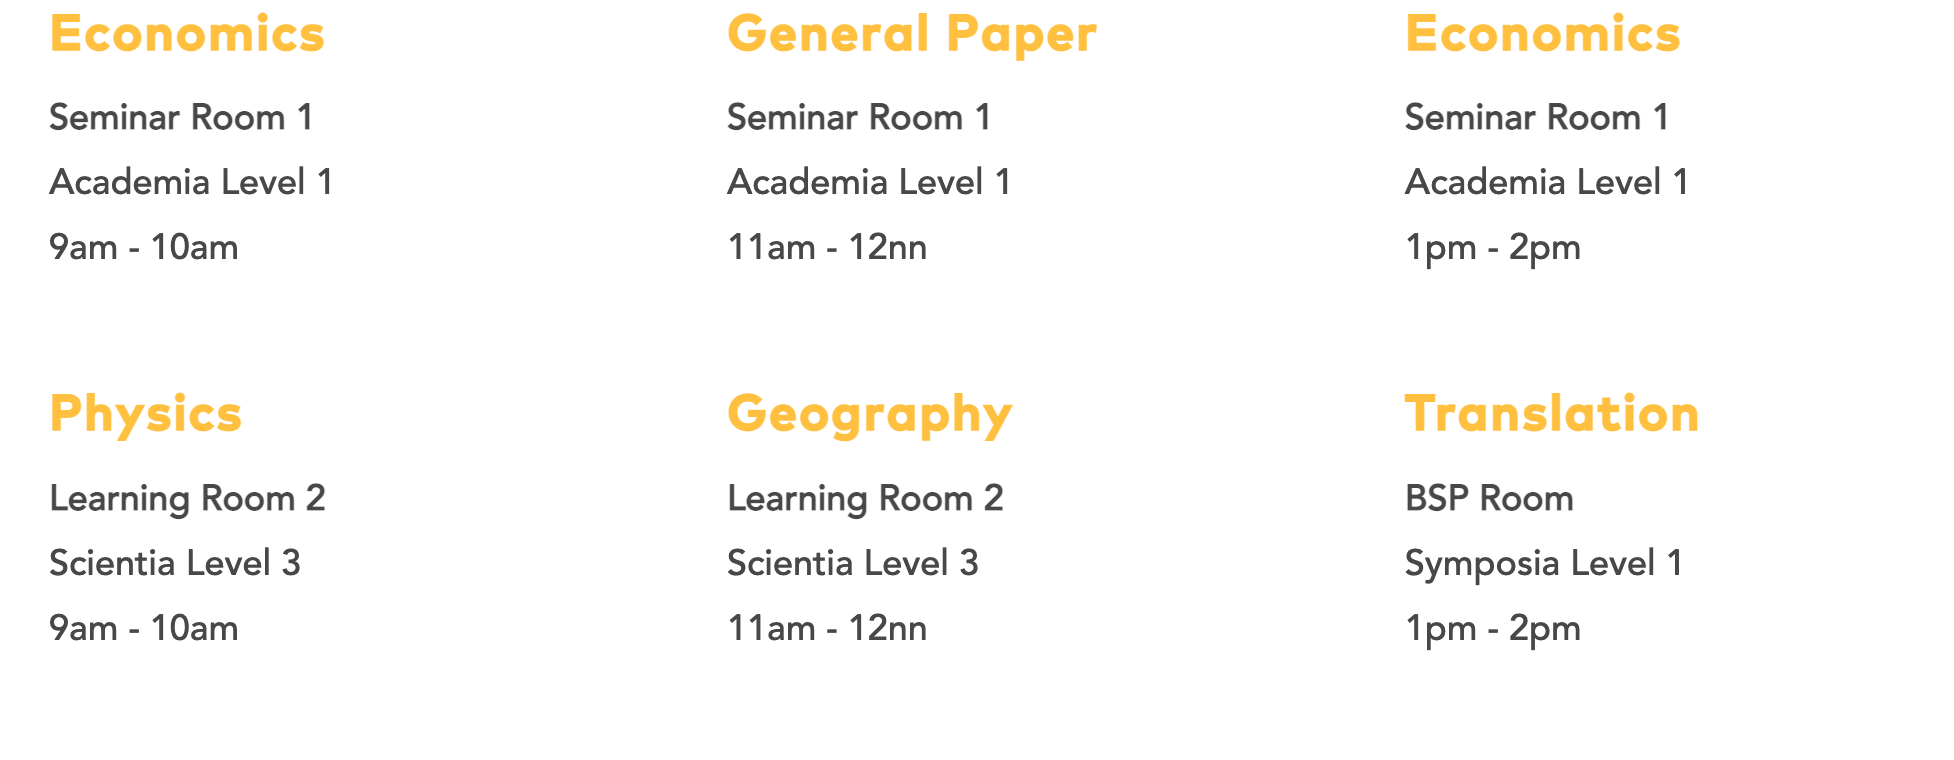 Economics
Seminar Room 1
Academia Level 1
9am - 10am
General Paper
Seminar Room 1
Academia Level 1
11am - 12nn
Economics
Seminar Room 1
Academia Level 1
1pm - 2pm
Physics
Learning Room 2
Scientia Level 3
9am - 10am
Geography
Learning Room 2
Scientia Level 3
11am - 12nn
Translation
BSP Room
Symposia Level 1
1pm - 2pm